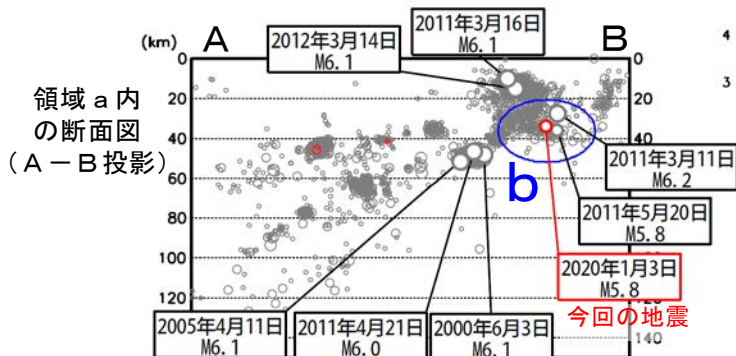 (km)
A
B
2011年3月16日
M6.1
2012年3月14日
M6.1
領域a内
の断面図
(A-B投影)
0
20
40
60
80
100
120
0
20
40
140
4
3
b
2011年3月11日
M6.2
2011年5月20日
M5.8
2020年1月3日
M5.8
今回の地震
2005年4月11日
M6.1
2011年4月21日
M6.0
2000年6月3日
M6.1